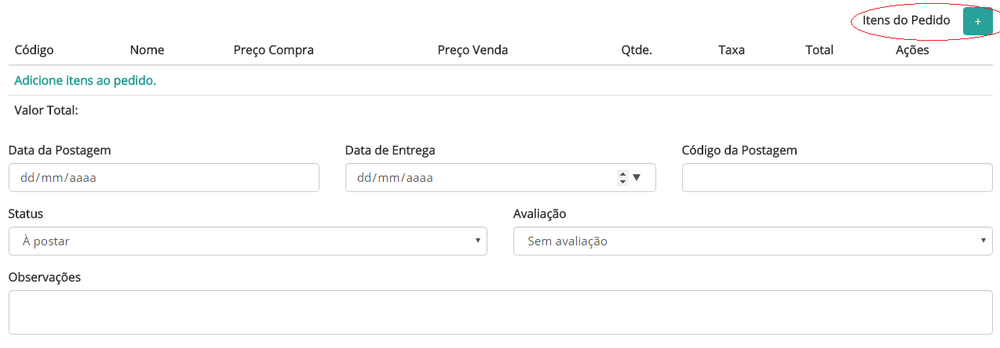 Itens do Pedido +
Código Nome Preço Compra Preço Venda Qtde. Taxa Total Ações
Adicione itens ao pedido.
Valor Total:
Data da Postagem Data de Entrega Código da Postagem
dd/mm/aaaa dd/mm/aaaa
Status Avaliação
À postar Sem avaliação
Observações